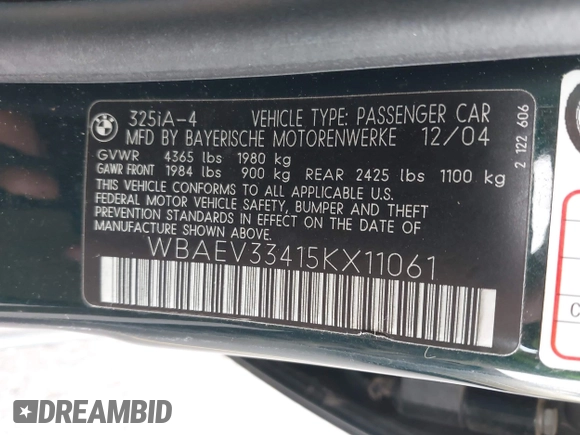 BMW
325iA-4 VEHICLE TYPE: PASSENGER CAR
MFD BY BAYERISCHE MOTORENWERKE 12/04
GVWR 4365 lbs 1980 kg
GAWR FRONT 1984 lbs 900 kg REAR 2425 lbs 1100 kg
THIS VEHICLE CONFORMS TO ALL APPLICABLE U.S.
FEDERAL MOTOR VEHICLE SAFETY, BUMPER AND THEFT
PREVENTION STANDARDS IN EFFECT ON THE DATE OF
MANUFACTURE SHOWN ABOVE.
WBAEV33415KX11061
2 122 606
C
DREAMBID